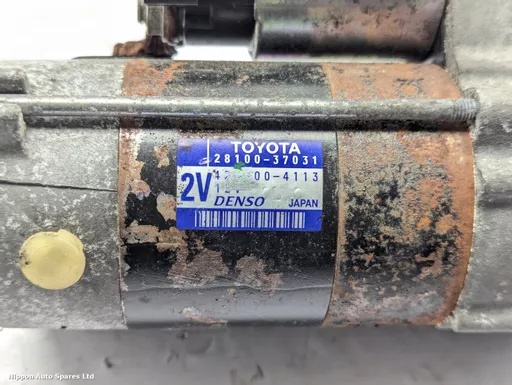 TOYOTA
28100-37031
00-4113
2V
DENSO JAPAN
Nippon Auto Spares Ltd